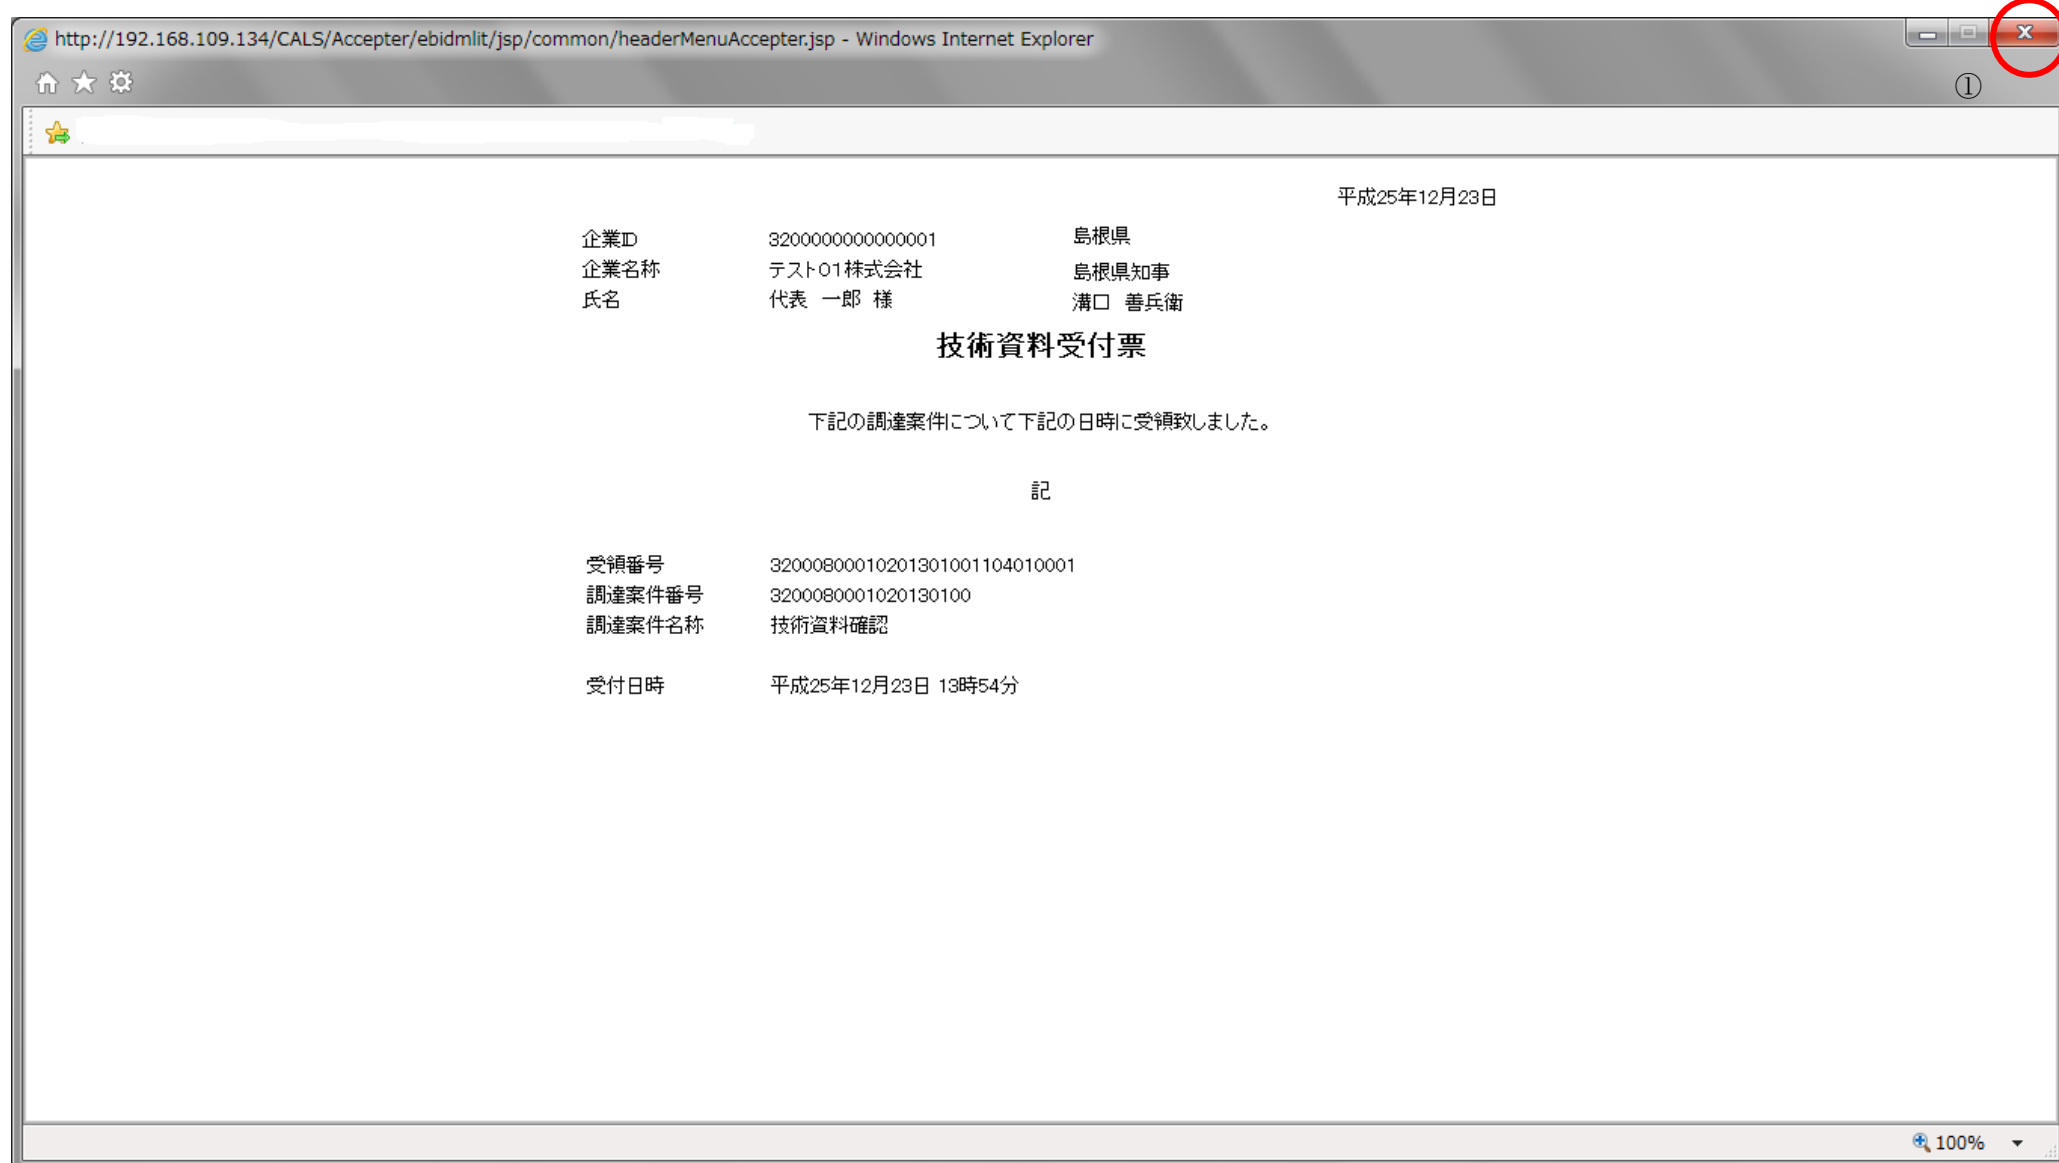 http://192.168.109.134/CALS/Accepter/ebidmlit/jsp/common/headerMenuAccepter.jsp - Windows Internet Explorer
①
平成25年12月23日
企業ID 3200000000000001 島根県
企業名称 テスト01株式会社 島根県知事
氏名 代表 一郎 様 溝口 善兵衛
技術資料受付票
下記の調達案件について下記の日時に受領致しました。
記
受領番号 32000800010201301001104010001
調達案件番号 3200080001020130100
調達案件名称 技術資料確認
受付日時 平成25年12月23日 13時54分
100%